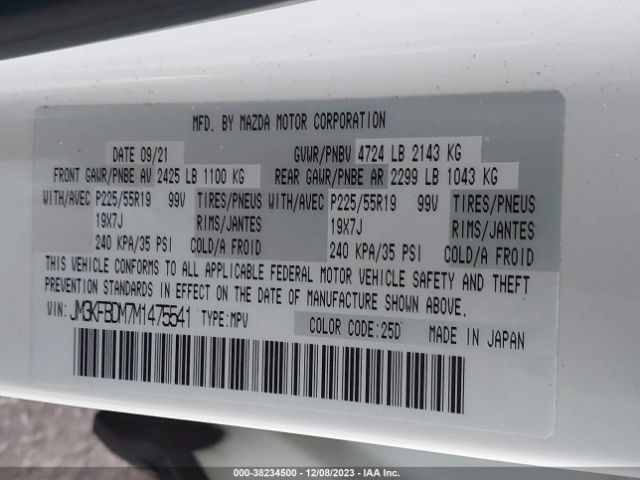 MFD. BY MAZDA MOTOR CORPORATION
DATE 09/21 GVWR/PNBV 4724 LB 2143 KG
FRONT GAWR/PNBE AV 2425 LB 1100 KG REAR GAWR/PNBE AR 2299 LB 1043 KG
WITH/AVEC P225/55R19 99V TIRES/PNEUS WITH/AVEC P225/55R19 99V TIRES/PNEUS
19X7J RIMS/JANTES 19X7J RIMS/JANTES
240 KPA/35 PSI COLD/A FROID 240 KPA/35 PSI COLD/A FROID
THIS VEHICLE CONFORMS TO ALL APPLICABLE FEDERAL MOTOR VEHICLE SAFETY AND THEFT
PREVENTION STANDARDS IN EFFECT ON THE DATE OF MANUFACTURE SHOWN ABOVE.
VIN: JM3KFBDM7M1475541 TYPE:MPV COLOR CODE:25D MADE IN JAPAN
000-38234500 - 12/08/2023 - IAA Inc.